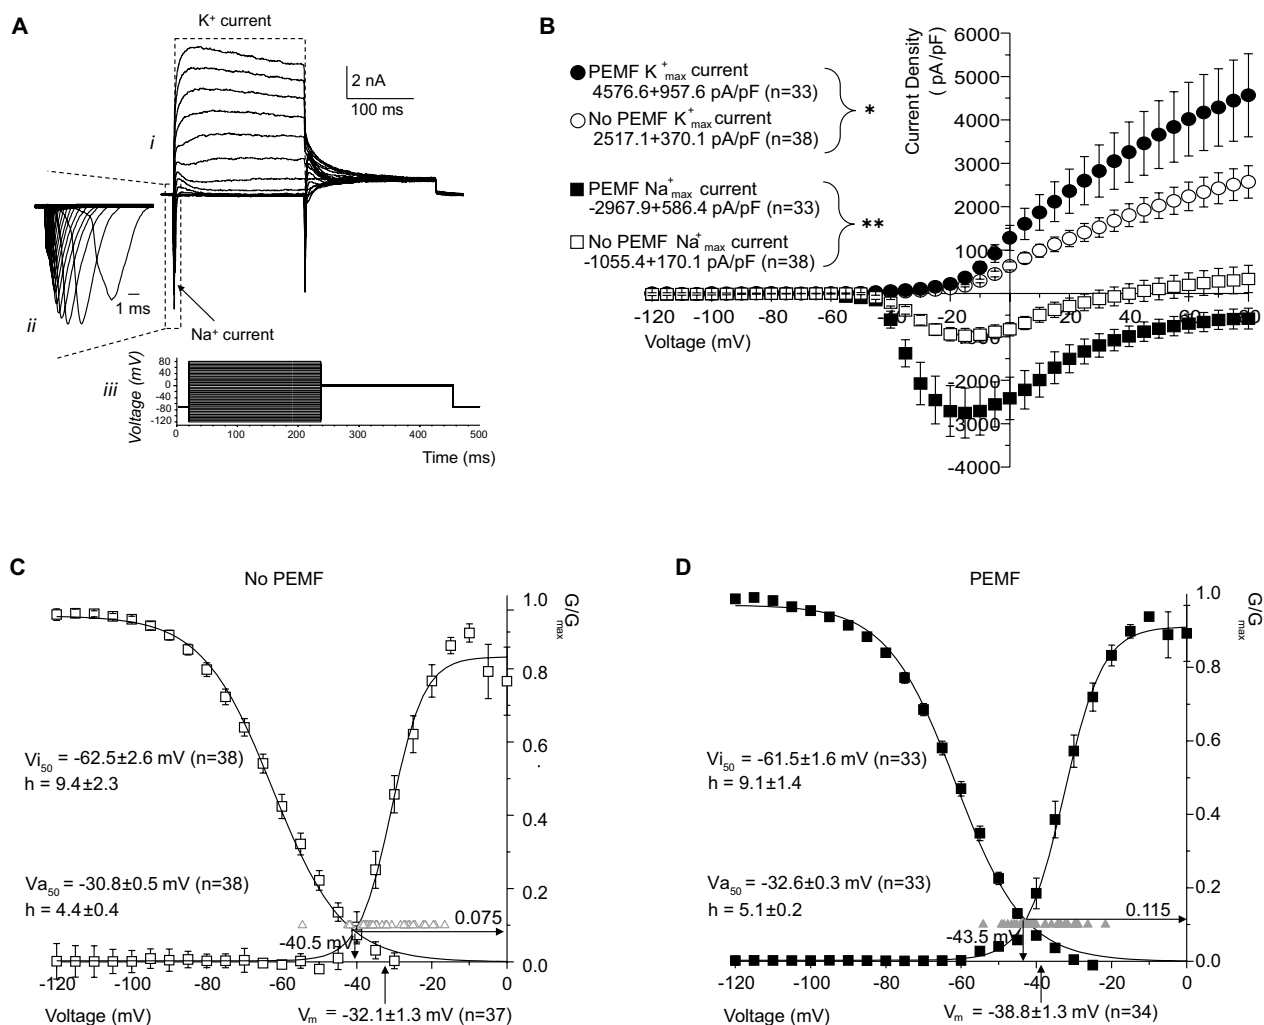 A
K⁺ current
2 nA
100 ms
i
1 ms
ii
Na⁺ current
iii
Voltage (mV)
80
40
0
-40
-80
-120
0
100
200
300
400
500
Time (ms)
B
PEMF K⁺max current
4576.6+957.6 pA/pF (n=33)
No PEMF K⁺max current
2517.1+370.1 pA/pF (n=38)
*
PEMF Na⁺max current
-2967.9+586.4 pA/pF (n=33)
No PEMF Na⁺max current
-1055.4+170.1 pA/pF (n=38)
**
Current Density
( pA/pF)
6000
5000
4000
3000
2000
1000
-120
-100
-80
-60
-40
-20
20
40
60
80
Voltage (mV)
-2000
-3000
-4000
C
No PEMF
1.0
G/Gmax
0.8
0.6
0.4
0.2
0.0
Vi50 = -62.5±2.6 mV (n=38)
h = 9.4±2.3
Va50 = -30.8±0.5 mV (n=38)
h = 4.4±0.4
0.075
-40.5 mV
-120
-100
-80
-60
-40
-20
0
Voltage (mV)
Vm = -32.1±1.3 mV (n=37)
D
PEMF
1.0
G/Gmax
0.8
0.6
0.4
0.2
0.0
Vi50 = -61.5±1.6 mV (n=33)
h = 9.1±1.4
Va50 = -32.6±0.3 mV (n=33)
h = 5.1±0.2
0.115
-43.5 mV
-120
-100
-80
-60
-40
-20
0
Voltage (mV)
Vm = -38.8±1.3 mV (n=34)